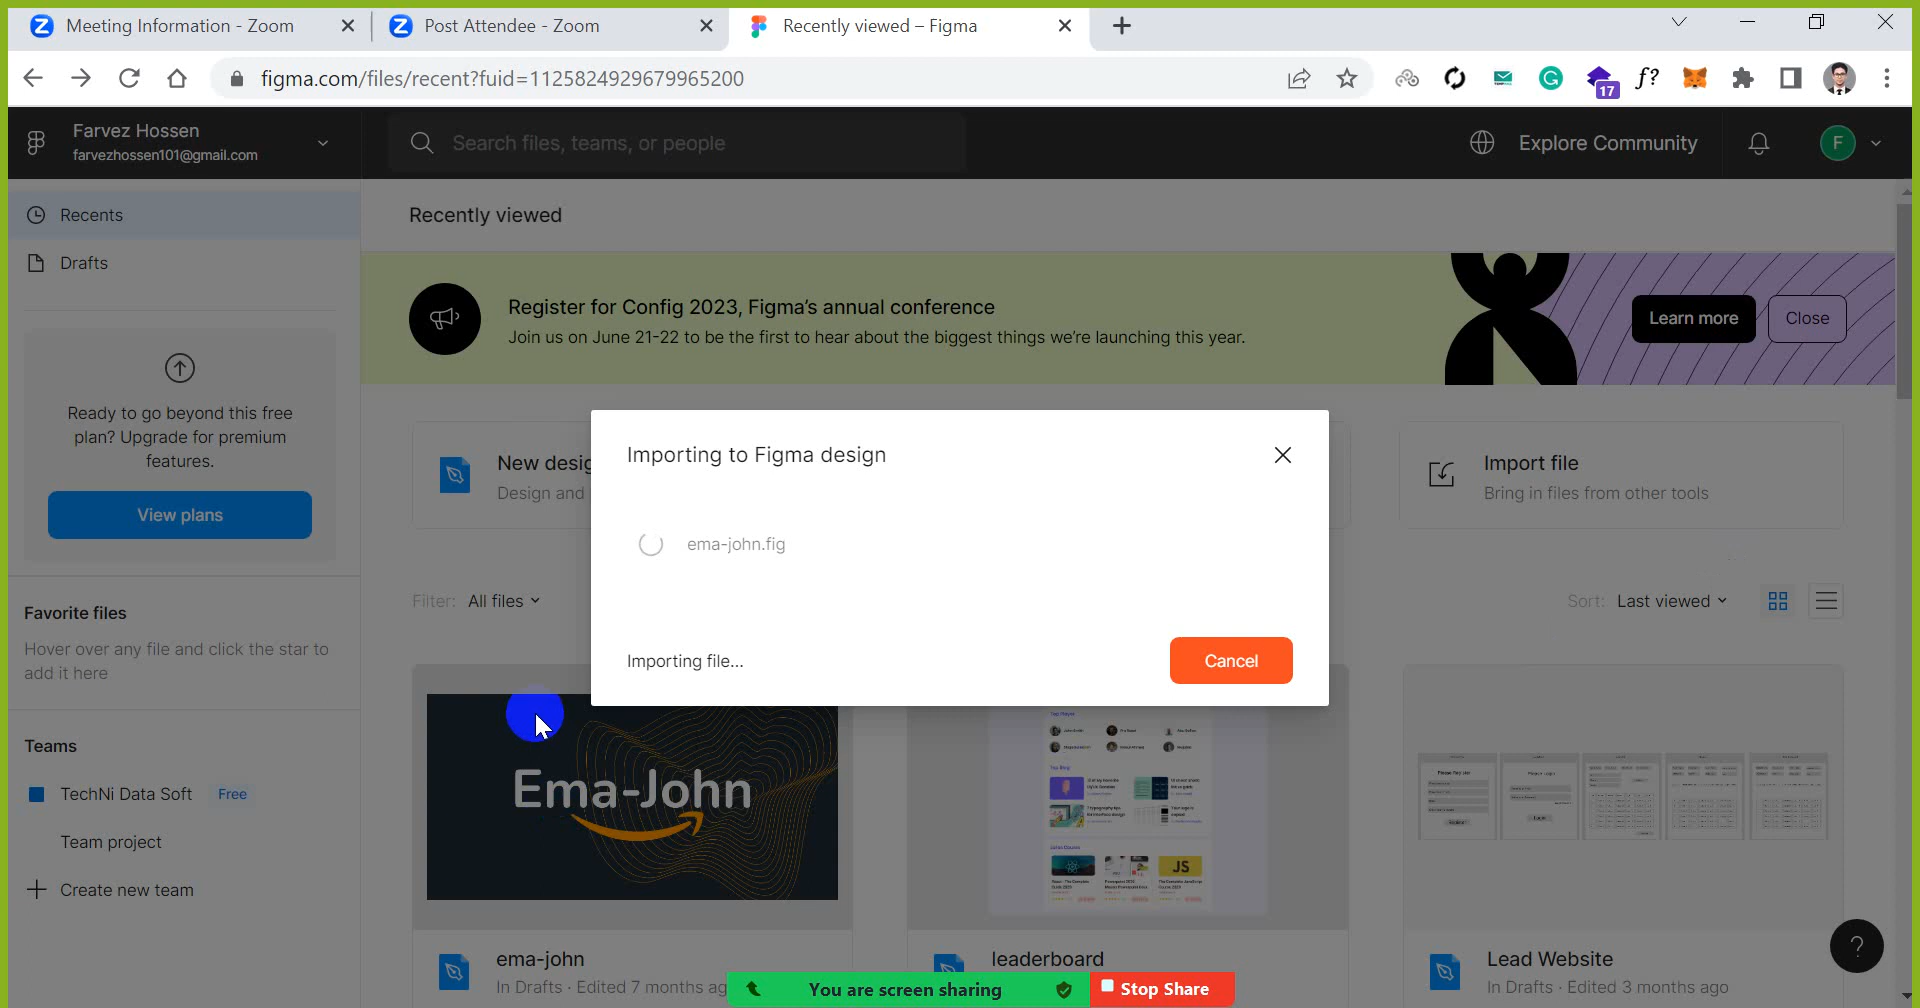 Meeting Information - Zoom
Post Attendee - Zoom
Recently viewed – Figma
figma.com/files/recent?fuid=1125824929679965200
17
f?
Farvez Hossen
farvezhossen101@gmail.com
Search files, teams, or people
Explore Community
F
Recents
Drafts
Recently viewed
Register for Config 2023, Figma's annual conference
Join us on June 21-22 to be the first to hear about the biggest things we're launching this year.
Learn more
Close
Ready to go beyond this free
plan? Upgrade for premium
features.
View plans
New desig
Design and
Import file
Bring in files from other tools
Importing to Figma design
ema-john.fig
Importing file...
Cancel
Filter: All files
Sort: Last viewed
Favorite files
Hover over any file and click the star to
add it here
Teams
TechNi Data Soft Free
Team project
Create new team
Ema-John
JS
Please Register
Please Login
ema-john
In Drafts · Edited 7 months ag
leaderboard
Lead Website
In Drafts · Edited 3 months ago
?
You are screen sharing
Stop Share